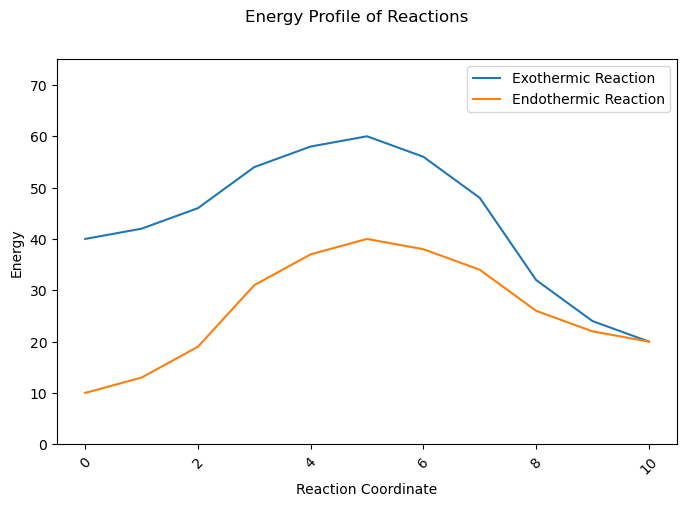 Energy Profile of Reactions
Exothermic Reaction
Endothermic Reaction
70
60
50
40
30
20
10
0
Energy
0 2 4 6 8 10
Reaction Coordinate